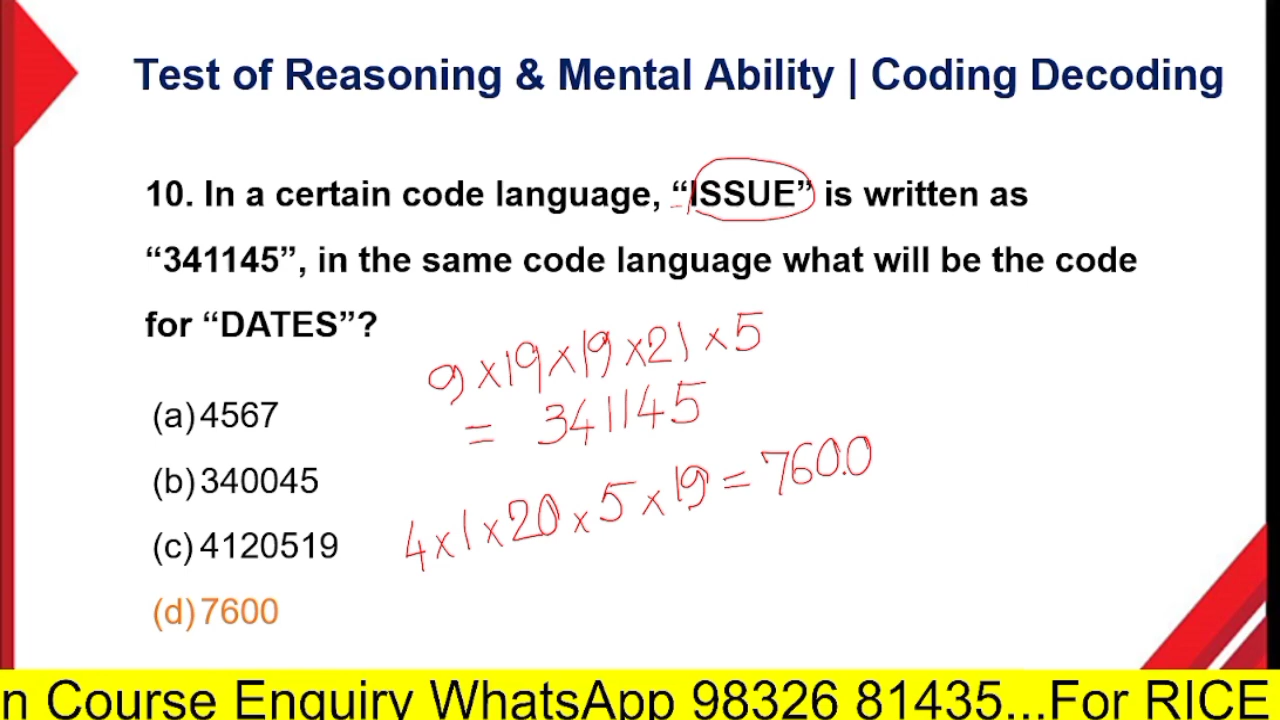 Test of Reasoning & Mental Ability | Coding Decoding
10. In a certain code language, “ISSUE” is written as
“341145”, in the same code language what will be the code
for “DATES”?
9 × 19 × 19 × 21 × 5
= 341145
(a) 4567
(b) 340045
4 × 1 × 20 × 5 × 19 = 7600
(c) 4120519
(d) 7600
n Course Enquiry WhatsApp 98326 81435...For RICE